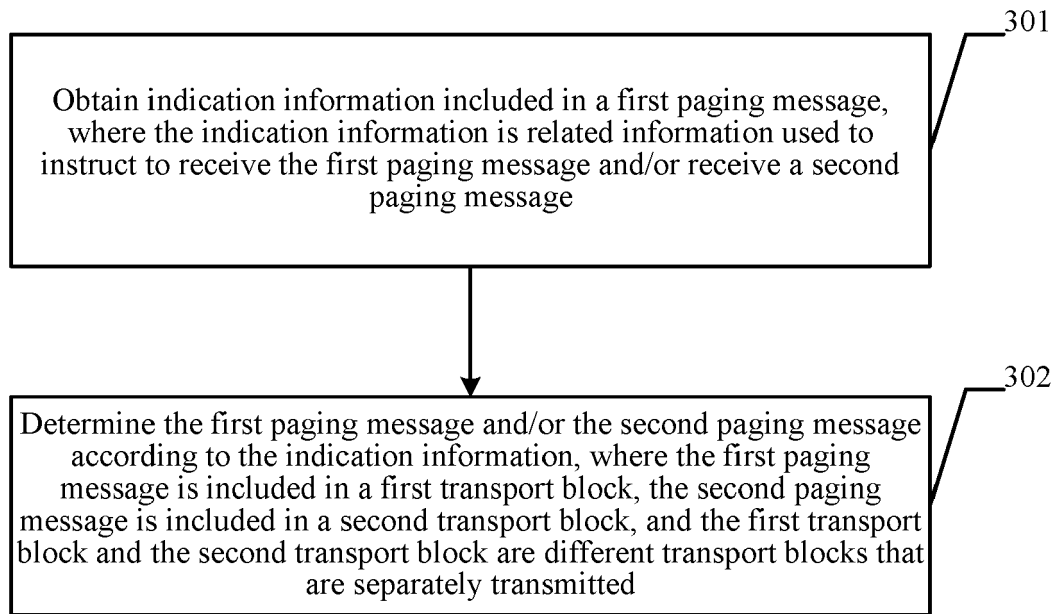 301
Obtain indication information included in a first paging message,
where the indication information is related information used to
instruct to receive the first paging message and/or receive a second
paging message
302
Determine the first paging message and/or the second paging message
according to the indication information, where the first paging
message is included in a first transport block, the second paging
message is included in a second transport block, and the first transport
block and the second transport block are different transport blocks that
are separately transmitted